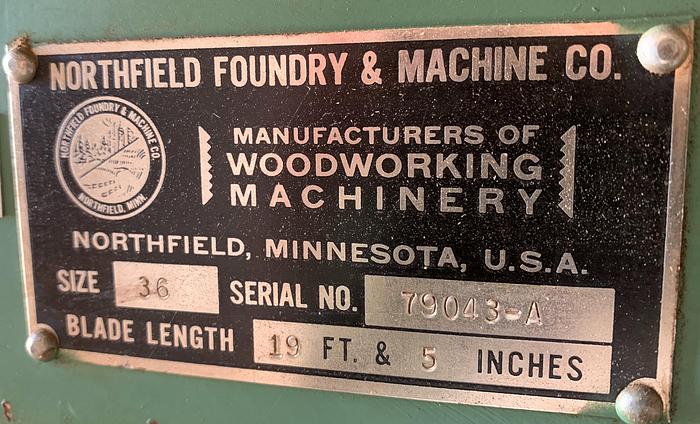 NORTHFIELD FOUNDRY & MACHINE CO.
NORTHFIELD FOUNDRY & MACHINE CO.
NORTHFIELD, MINN.
MANUFACTURERS OF
WOODWORKING
MACHINERY
NORTHFIELD, MINNESOTA, U.S.A.
SIZE 36 SERIAL NO. 79043-A
BLADE LENGTH 19 FT. & 5 INCHES